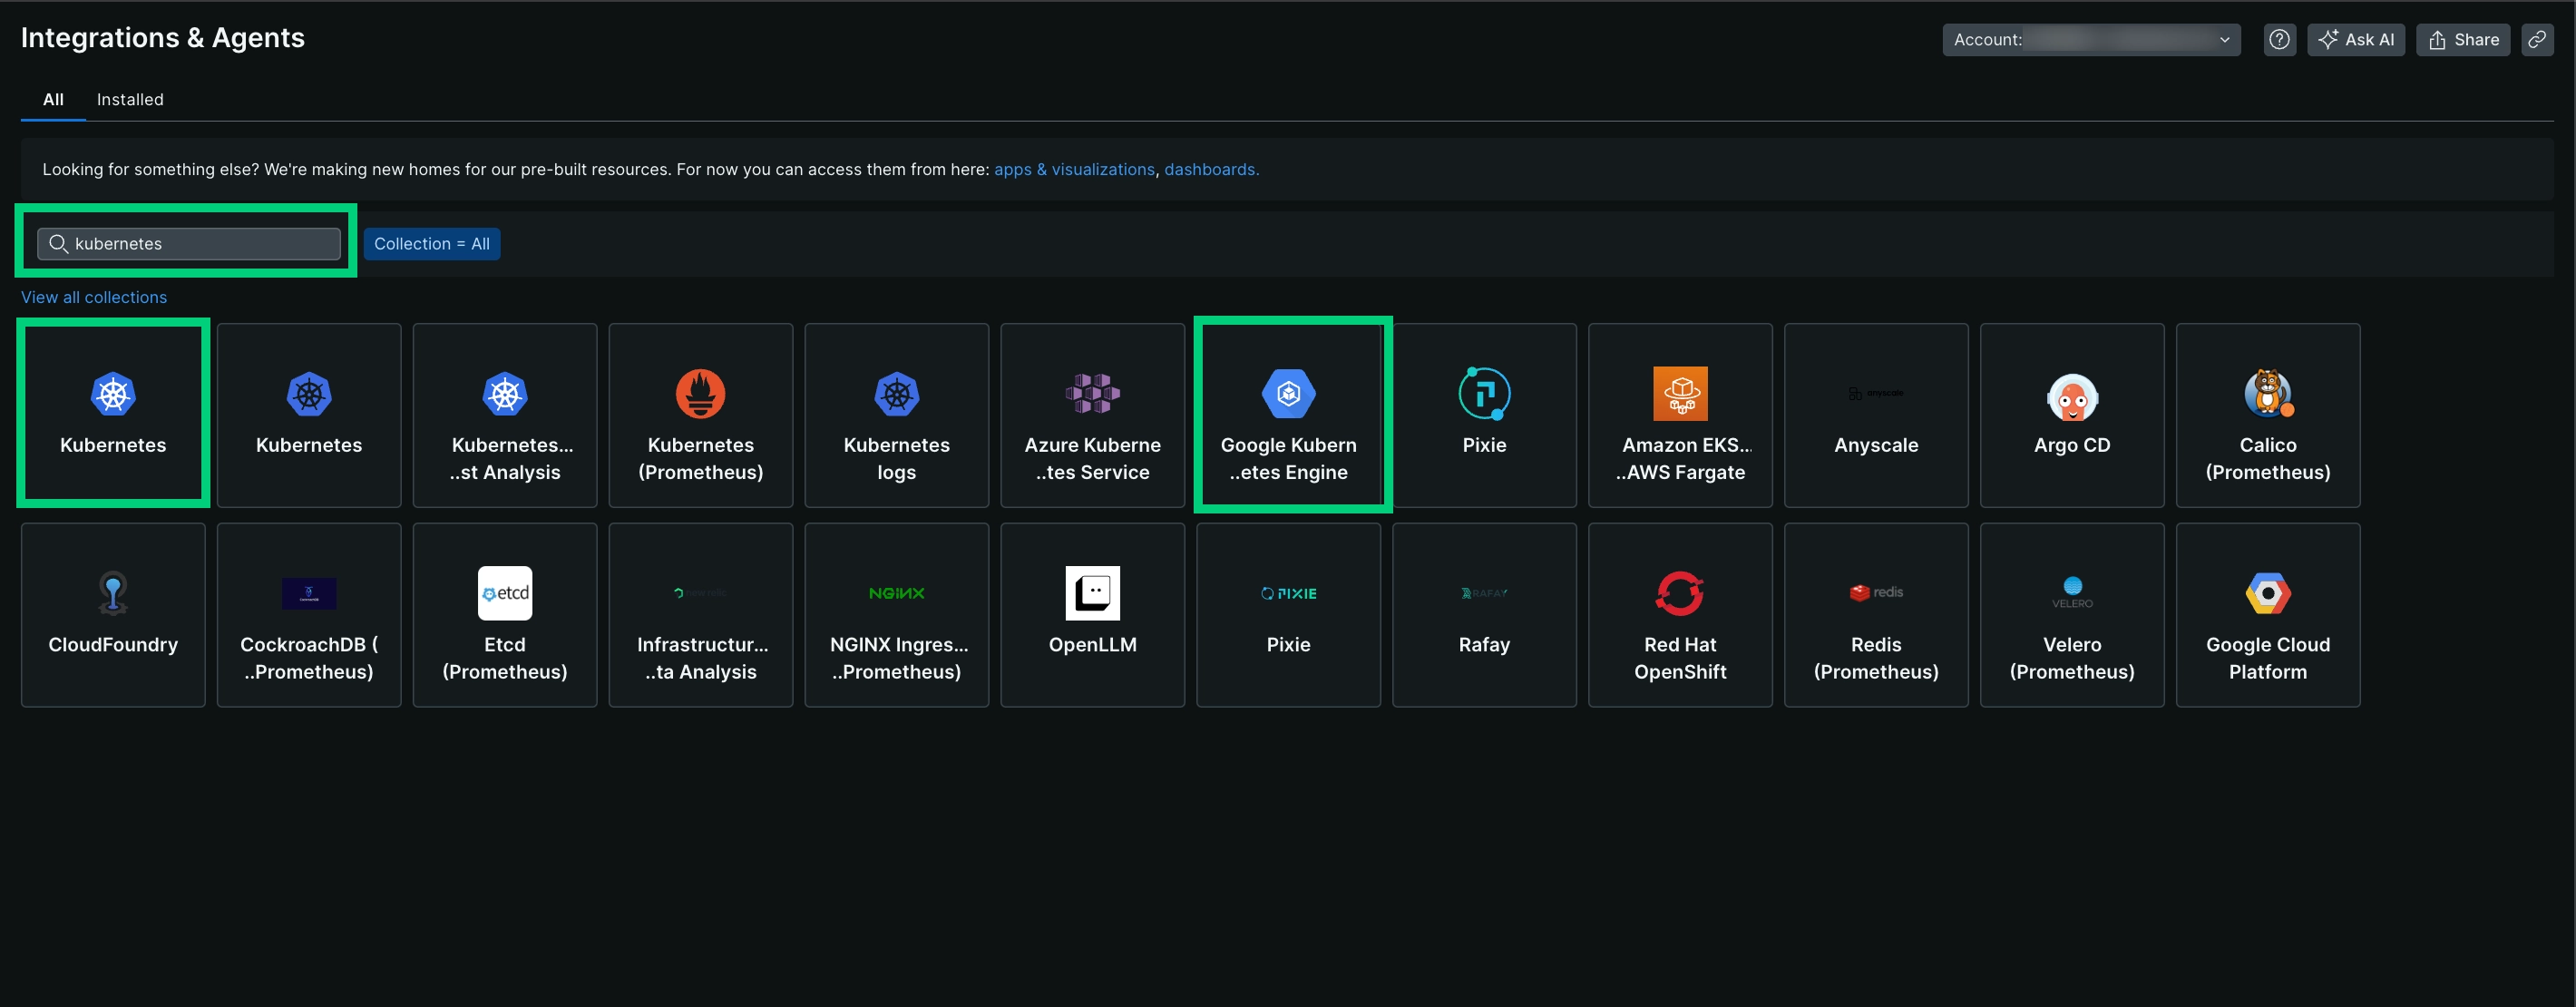 Integrations & Agents
Account:
Ask AI
Share
All
Installed
Looking for something else? We're making new homes for our pre-built resources. For now you can access them from here: apps & visualizations, dashboards.
kubernetes
Collection = All
View all collections
Kubernetes
Kubernetes
Kubernetes...
..st Analysis
Kubernetes
(Prometheus)
Kubernetes
logs
Azure Kuberne
..tes Service
Google Kubern
..etes Engine
Pixie
Amazon EKS...
..AWS Fargate
anyscale
Anyscale
Argo CD
Calico
(Prometheus)
CloudFoundry
CockroachDB (
..Prometheus)
etcd
Etcd
(Prometheus)
Infrastructur...
..ta Analysis
NGINX
NGINX Ingres...
..Prometheus)
OpenLLM
PIXIE
Pixie
RAFAY
Rafay
Red Hat
OpenShift
redis
Redis
(Prometheus)
VELERO
Velero
(Prometheus)
Google Cloud
Platform